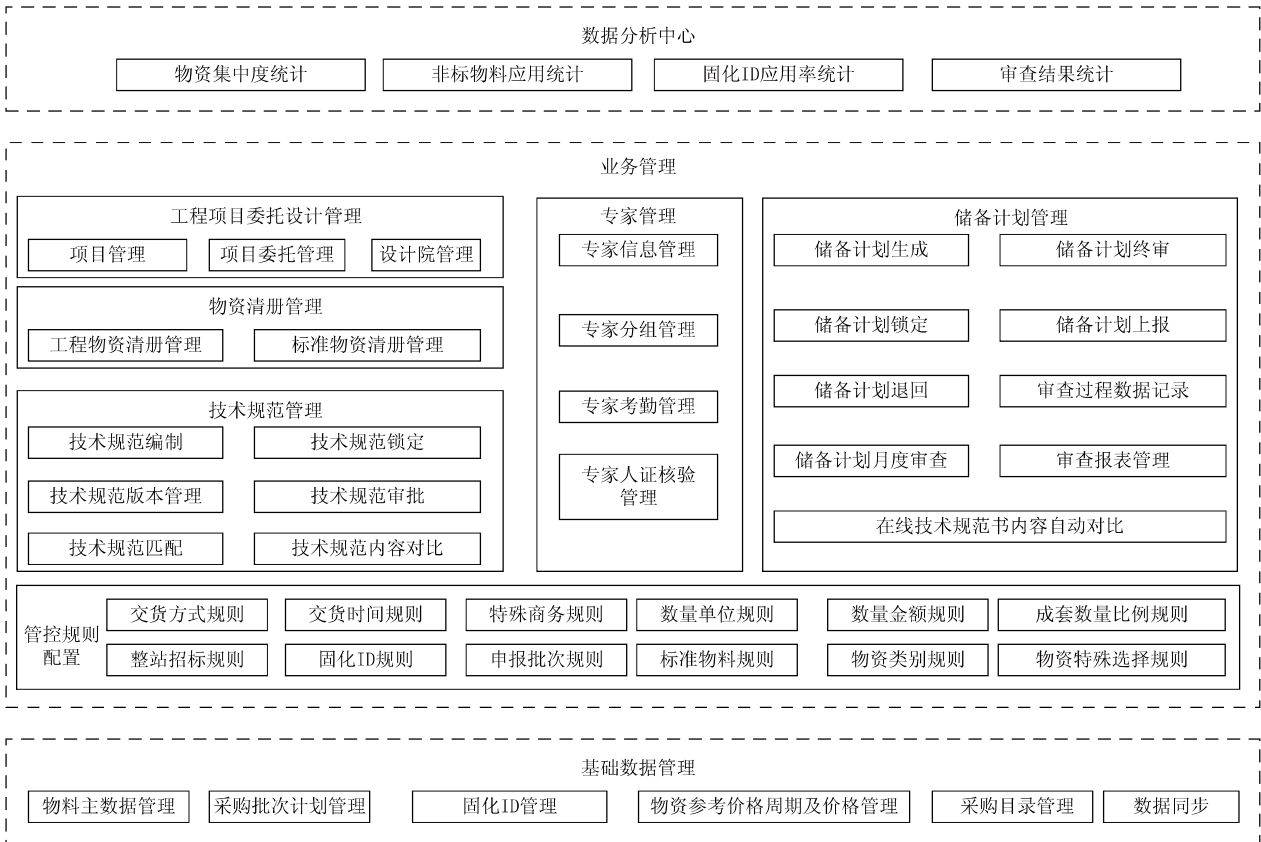 数据分析中心
物资集中度统计 非标物料应用统计 固化ID应用率统计 审查结果统计
业务管理
工程项目委托设计管理
项目管理 项目委托管理 设计院管理
物资清册管理
工程物资清册管理 标准物资清册管理
技术规范管理
技术规范编制 技术规范锁定
技术规范版本管理 技术规范审批
技术规范匹配 技术规范内容对比
专家管理
专家信息管理
专家分组管理
专家考勤管理
专家人证核验
管理
储备计划管理
储备计划生成 储备计划终审
储备计划锁定 储备计划上报
储备计划退回 审查过程数据记录
储备计划月度审查 审查报表管理
在线技术规范书内容自动对比
管控规则
配置
交货方式规则 交货时间规则 特殊商务规则 数量单位规则 数量金额规则 成套数量比例规则
整站招标规则 固化ID规则 申报批次规则 标准物料规则 物资类别规则 物资特殊选择规则
基础数据管理
物料主数据管理 采购批次计划管理 固化ID管理 物资参考价格周期及价格管理 采购目录管理 数据同步